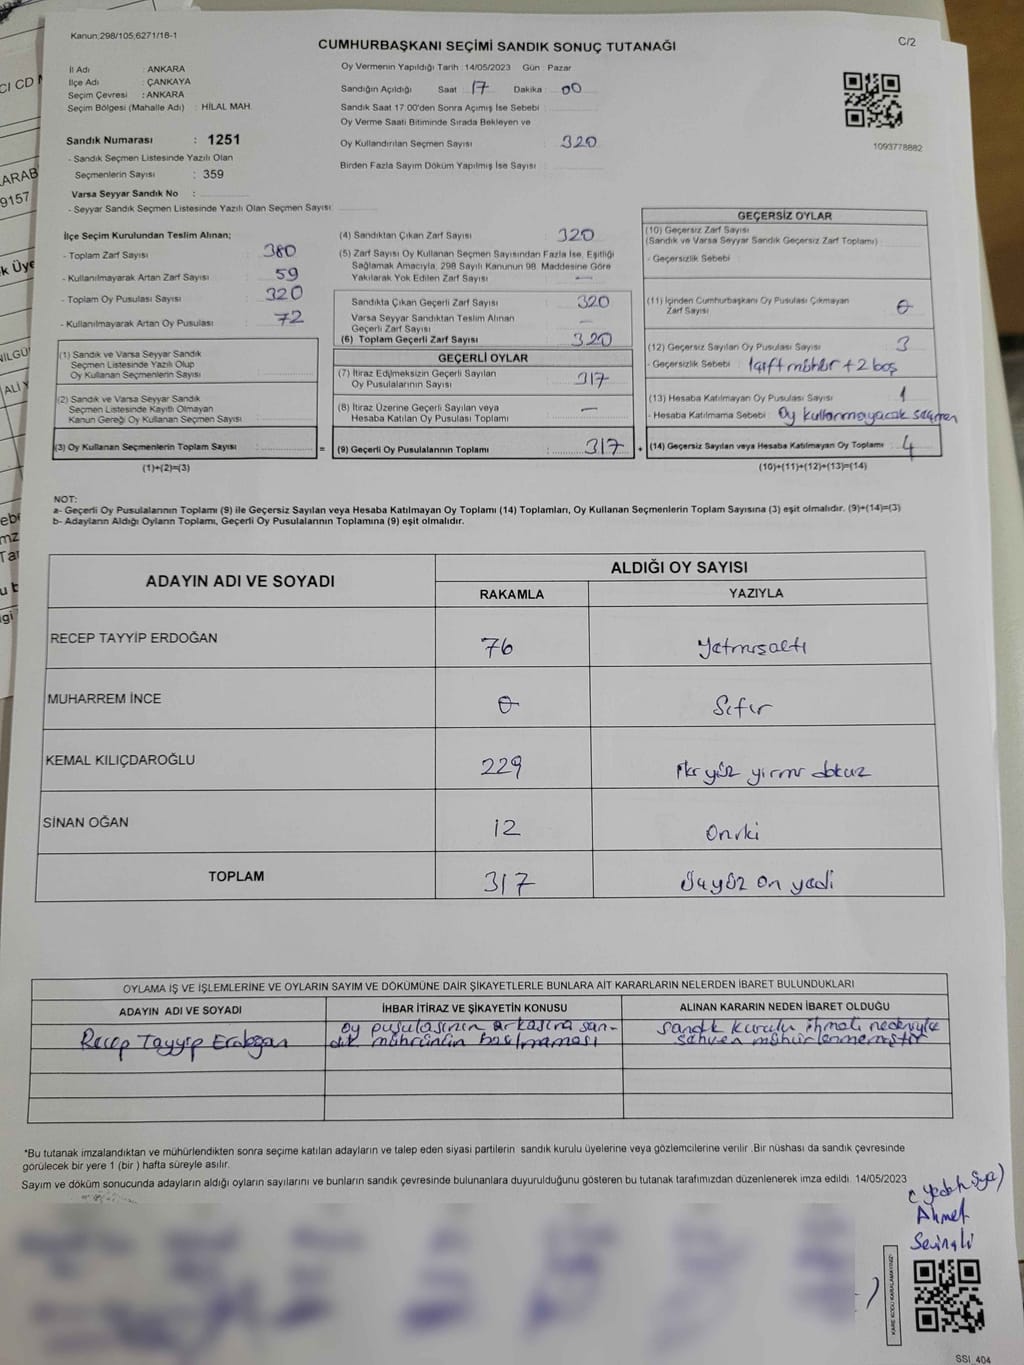 Kanun;298/105,6271/18-1
CUMHURBAŞKANI SEÇİMİ SANDIK SONUÇ TUTANAĞI
C/2
İl Adı : ANKARA
İlçe Adı : ÇANKAYA
Seçim Çevresi : ANKARA
Seçim Bölgesi (Mahalle Adı) : HİLAL MAH.
Sandık Numarası : 1251
- Sandık Seçmen Listesinde Yazılı Olan
Seçmenlerin Sayısı : 359
Varsa Seyyar Sandık No :
- Seyyar Sandık Seçmen Listesinde Yazılı Olan Seçmen Sayısı:
Oy Vermenin Yapıldığı Tarih : 14/05/2023 Gün : Pazar
Sandığın Açıldığı Saat 17 Dakika : 00
Sandık Saat 17:00'den Sonra Açımış İse Sebebi :
Oy Verme Saati Bitiminde Sırada Bekleyen ve
Oy Kullandırılan Seçmen Sayısı : 320
Birden Fazla Sayım Döküm Yapılmış İse Sayısı :
1093778882
İlçe Seçim Kurulundan Teslim Alınan;
- Toplam Zarf Sayısı : 380
- Kullanılmayarak Artan Zarf Sayısı : 59
- Toplam Oy Pusulası Sayısı : 320
- Kullanılmayarak Artan Oy Pusulası : 72
(1) Sandık ve Varsa Seyyar Sandık
Seçmen Listesinde Yazılı Olup
Oy Kullanan Seçmenlerin Sayısı :
(2) Sandık ve Varsa Seyyar Sandık
Seçmen Listesinde Kayıtlı Olmayan
Kanun Gereği Oy Kullanan Seçmen Sayısı :
(3) Oy Kullanan Seçmenlerin Toplam Sayısı :
(1)+(2)=(3)
(4) Sandıktan Çıkan Zarf Sayısı : 320
(5) Zarf Sayısı Oy Kullanan Seçmen Sayısından Fazla İse, Eşitliği
Sağlamak Amacıyla, 298 Sayılı Kanunun 98. Maddesine Göre
Yakılarak Yok Edilen Zarf Sayısı : —
Sandıkta Çıkan Geçerli Zarf Sayısı : 320
Varsa Seyyar Sandıktan Teslim Alınan
Geçerli Zarf Sayısı : —
(6) Toplam Geçerli Zarf Sayısı : 320
GEÇERLİ OYLAR
(7) İtiraz Edilmeksizin Geçerli Sayılan
Oy Pusulalarının Sayısı : 317
(8) İtiraz Üzerine Geçerli Sayılan veya
Hesaba Katılan Oy Pusulası Toplamı : —
= (9) Geçerli Oy Pusulalarının Toplamı : 317 +
GEÇERSİZ OYLAR
(10) Geçersiz Zarf Sayısı
(Sandık ve Varsa Seyyar Sandık Geçersiz Zarf Toplamı) :
- Geçersizlik Sebebi :
(11) İçinden Cumhurbaşkanı Oy Pusulası Çıkmayan
Zarf Sayısı : 0
(12) Geçersiz Sayılan Oy Pusulası Sayısı : 3
- Geçersizlik Sebebi : 1 çift mühür + 2 boş
(13) Hesaba Katılmayan Oy Pusulası Sayısı : 1
- Hesaba Katılmama Sebebi : Oy kullanmayacak seçmen
(14) Geçersiz Sayılan veya Hesaba Katılmayan Oy Toplamı : 4
(10)+(11)+(12)+(13)=(14)
NOT:
a- Geçerli Oy Pusulalarının Toplamı (9) ile Geçersiz Sayılan veya Hesaba Katılmayan Oy Toplamı (14) Toplamları, Oy Kullanan Seçmenlerin Toplam Sayısına (3) eşit olmalıdır. (9)+(14)=(3)
b- Adayların Aldığı Oyların Toplamı, Geçerli Oy Pusulalarının Toplamına (9) eşit olmalıdır.
ADAYIN ADI VE SOYADI
ALDIĞI OY SAYISI
RAKAMLA YAZIYLA
RECEP TAYYİP ERDOĞAN 76 Yetmişaltı
MUHARREM İNCE 0 Sıfır
KEMAL KILIÇDAROĞLU 229 İki yüz yirmi dokuz
SİNAN OĞAN 12 Oniki
TOPLAM 317 Üçyüz on yedi
OYLAMA İŞ VE İŞLEMLERİNE VE OYLARIN SAYIM VE DÖKÜMÜNE DAİR ŞİKAYETLERLE BUNLARA AİT KARARLARIN NELERDEN İBARET BULUNDUKLARI
ADAYIN ADI VE SOYADI İHBAR İTİRAZ VE ŞİKAYETİN KONUSU ALINAN KARARIN NEDEN İBARET OLDUĞU
Recep Tayyip Erdoğan
oy pusulasının arkasına san-
dık mührünün basılmaması
sandık kurulu ihmali nedeniyle
sehven mühürlenmemiştir
*Bu tutanak imzalandıktan ve mühürlendikten sonra seçime katılan adayların ve talep eden siyasi partilerin sandık kurulu üyelerine veya gözlemcilerine verilir .Bir nüshası da sandık çevresinde
görülecek bir yere 1 (bir ) hafta süreyle asılır.
Sayım ve döküm sonucunda adayların aldığı oyların sayılarını ve bunların sandık çevresinde bulunanlara duyurulduğunu gösteren bu tutanak tarafımızdan düzenlenerek imza edildi. 14/05/2023
(yedek üye)
Ahmet
SSI_404